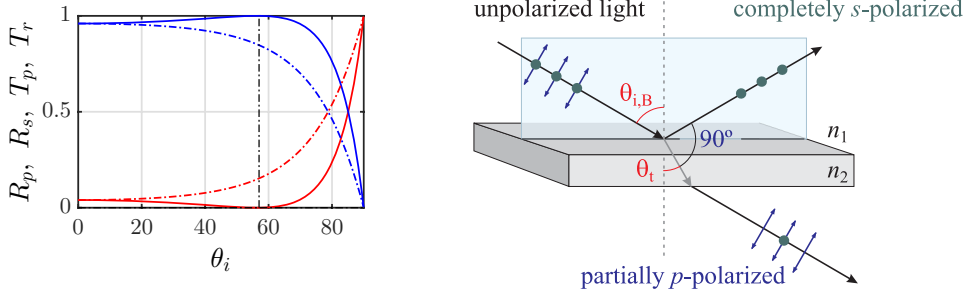 R_p, R_s, T_p, T_r
1
0.5
0
0 20 40 60 80
θ_i
unpolarized light
completely s-polarized
θ_i,B
90º
θ_t
n_1
n_2
partially p-polarized